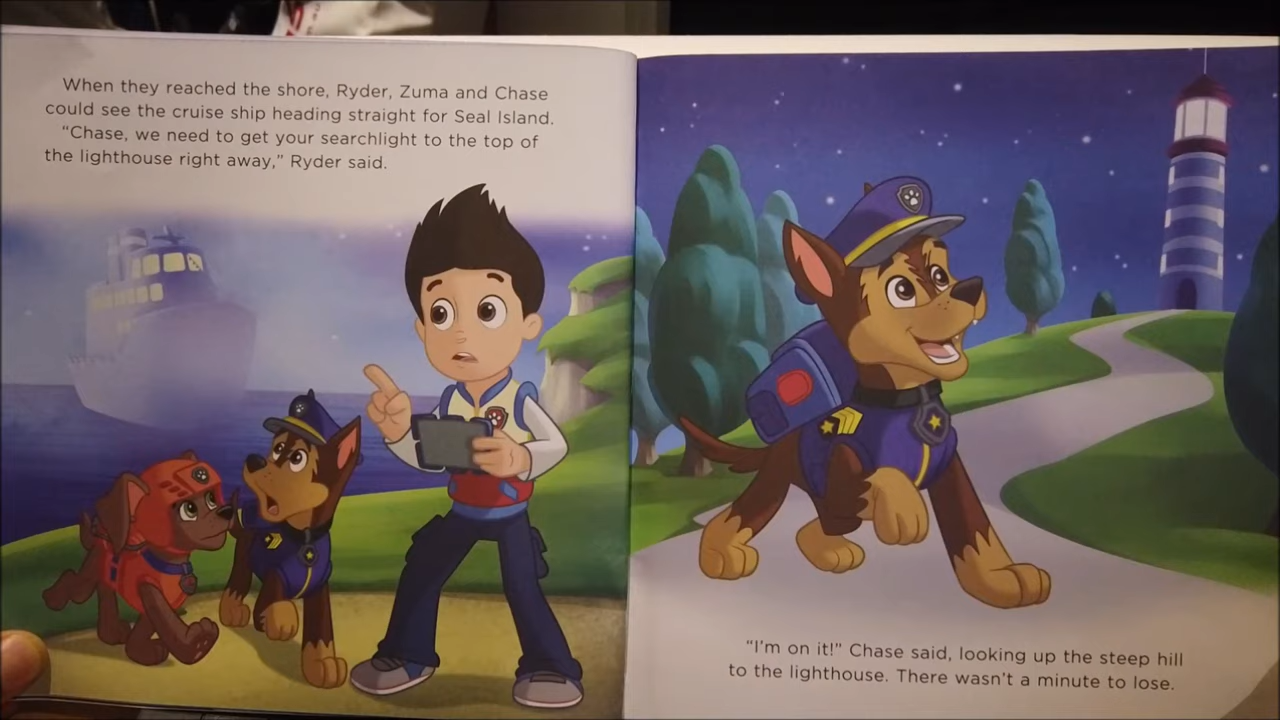 When they reached the shore, Ryder, Zuma and Chase
could see the cruise ship heading straight for Seal Island.
“Chase, we need to get your searchlight to the top of
the lighthouse right away,” Ryder said.
“I’m on it!” Chase said, looking up the steep hill
to the lighthouse. There wasn’t a minute to lose.